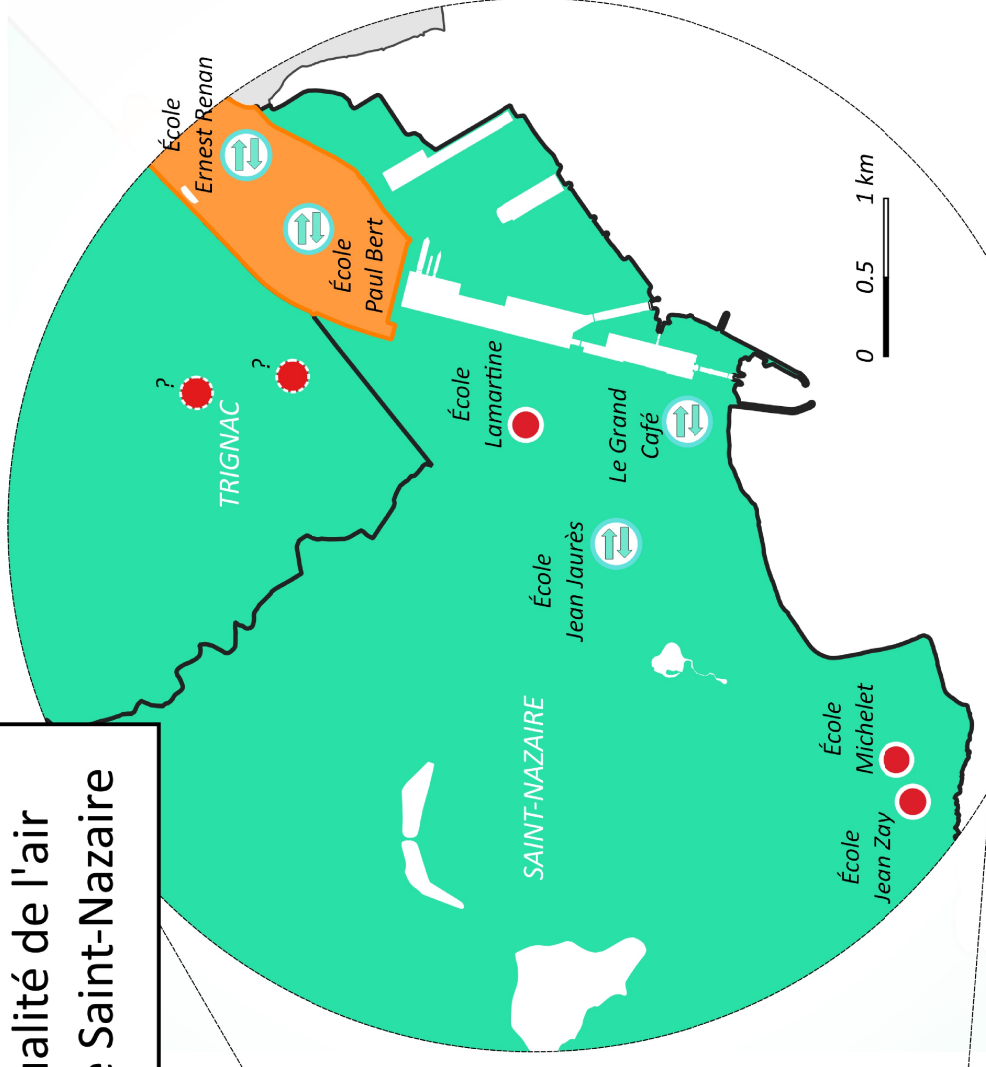 ualité de l'air
e Saint-Nazaire
École
Ernest Renan
École
Paul Bert
?
?
TRIGNAC
École
Lamartine
Le Grand
Café
École
Jean Jaurès
SAINT-NAZAIRE
École
Michelet
École
Jean Zay
0 0.5 1 km